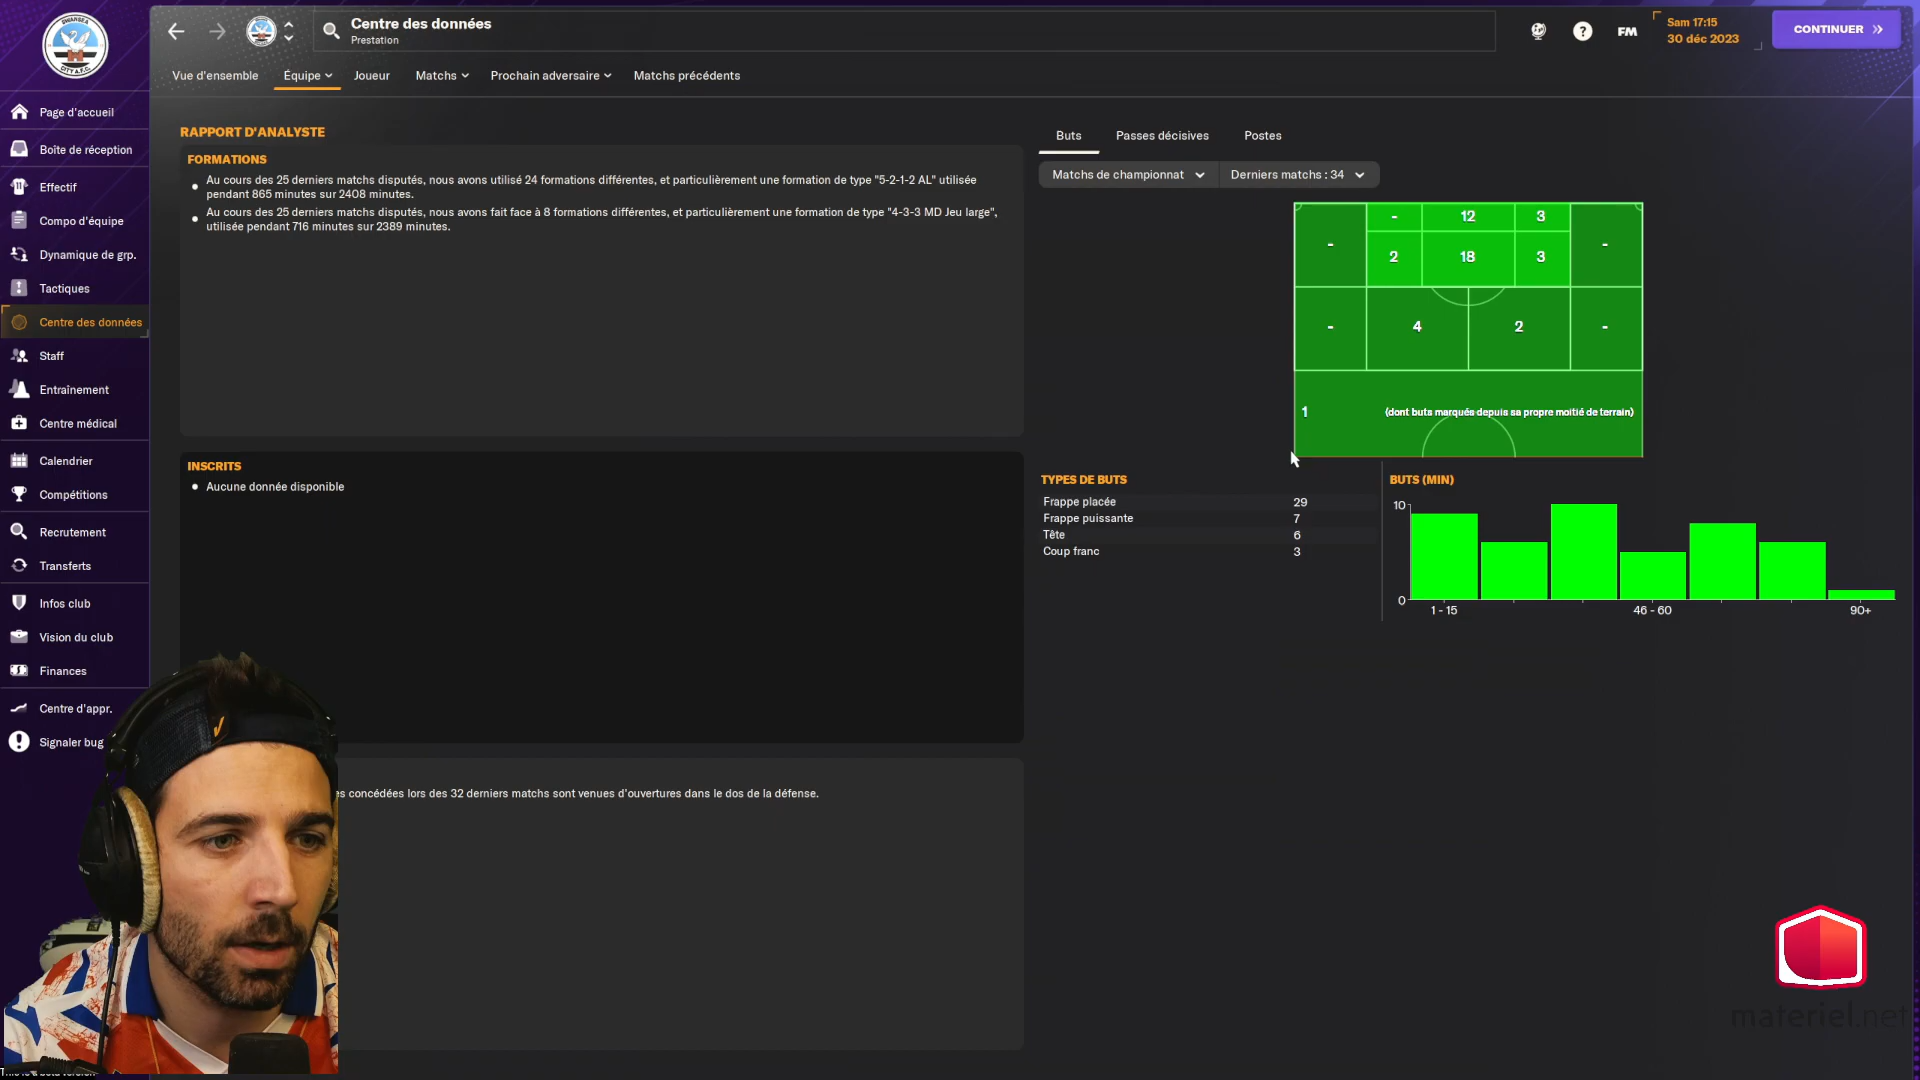 SWANSEA
CITY A.F.C.
Centre des données
Prestation
FM
Sam 17:15
30 déc 2023
CONTINUER
Vue d'ensemble
Équipe
Joueur
Matchs
Prochain adversaire
Matchs précédents
Page d'accueil
Boîte de réception
Effectif
Compo d'équipe
Dynamique de grp.
Tactiques
Centre des données
Staff
Entraînement
Centre médical
Calendrier
Compétitions
Recrutement
Transferts
Infos club
Vision du club
Finances
Centre d'appr.
Signaler bug
RAPPORT D'ANALYSTE
FORMATIONS
Au cours des 25 derniers matchs disputés, nous avons utilisé 24 formations différentes, et particulièrement une formation de type "5-2-1-2 AL" utilisée
pendant 865 minutes sur 2408 minutes.
Au cours des 25 derniers matchs disputés, nous avons fait face à 8 formations différentes, et particulièrement une formation de type "4-3-3 MD Jeu large",
utilisée pendant 716 minutes sur 2389 minutes.
INSCRITS
Aucune donnée disponible
es concédées lors des 32 derniers matchs sont venues d'ouvertures dans le dos de la défense.
Buts
Passes décisives
Postes
Matchs de championnat
Derniers matchs : 34
- 12 3
- 2 18 3 -
- 4 2 -
1 (dont buts marqués depuis sa propre moitié de terrain)
TYPES DE BUTS
Frappe placée 29
Frappe puissante 7
Tête 6
Coup franc 3
BUTS (MIN)
10
0
1 - 15
46 - 60
90+
materiel.net